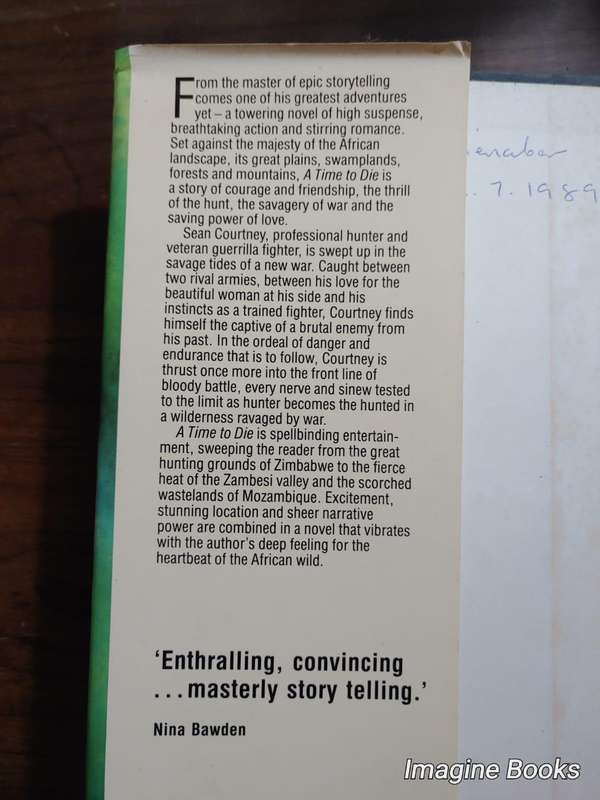 From the master of epic storytelling
comes one of his greatest adventures
yet – a towering novel of high suspense,
breathtaking action and stirring romance.
Set against the majesty of the African
landscape, its great plains, swamplands,
forests and mountains, A Time to Die is
a story of courage and friendship, the thrill
of the hunt, the savagery of war and the
saving power of love.
Sean Courtney, professional hunter and
veteran guerrilla fighter, is swept up in the
savage tides of a new war. Caught between
two rival armies, between his love for the
beautiful woman at his side and his
instincts as a trained fighter, Courtney finds
himself the captive of a brutal enemy from
his past. In the ordeal of danger and
endurance that is to follow, Courtney is
thrust once more into the front line of
bloody battle, every nerve and sinew tested
to the limit as hunter becomes the hunted in
a wilderness ravaged by war.
A Time to Die is spellbinding entertain-
ment, sweeping the reader from the great
hunting grounds of Zimbabwe to the fierce
heat of the Zambesi valley and the scorched
wastelands of Mozambique. Excitement,
stunning location and sheer narrative
power are combined in a novel that vibrates
with the author's deep feeling for the
heartbeat of the African wild.
‘Enthralling, convincing
...masterly story telling.’
Nina Bawden
. 7. 1989
Imagine Books